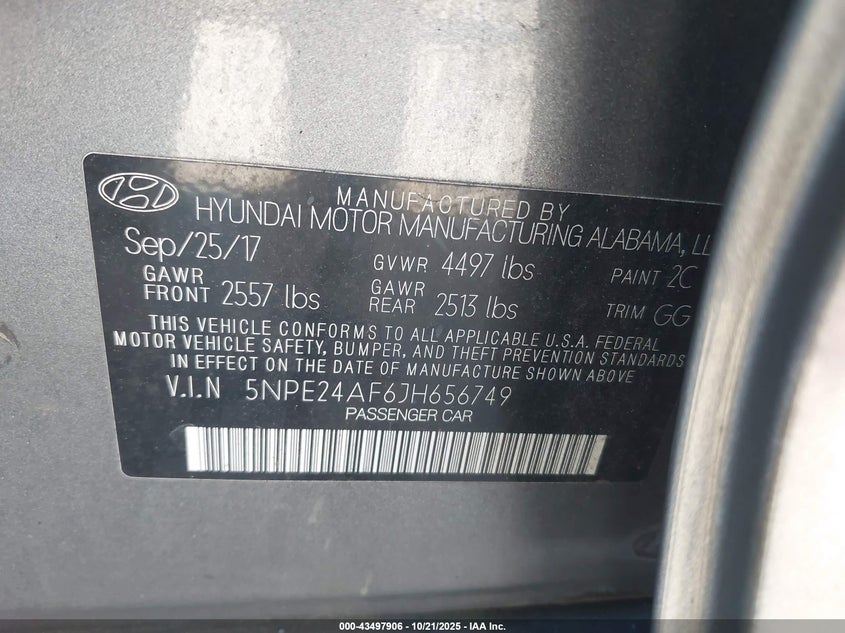 MANUFACTURED BY
HYUNDAI MOTOR MANUFACTURING ALABAMA,
Sep/25/17 GVWR 4497 lbs PAINT 2C
GAWR FRONT 2557 lbs GAWR REAR 2513 lbs TRIM GG
THIS VEHICLE CONFORMS TO ALL APPLICABLE U.S.A. FEDERAL
MOTOR VEHICLE SAFETY, BUMPER, AND THEFT PREVENTION STANDARDS
IN EFFECT ON THE DATE OF MANUFACTURE SHOWN ABOVE
V.I.N 5NPE24AF6JH656749
PASSENGER CAR
000-43497906 - 10/21/2025 - IAA Inc.